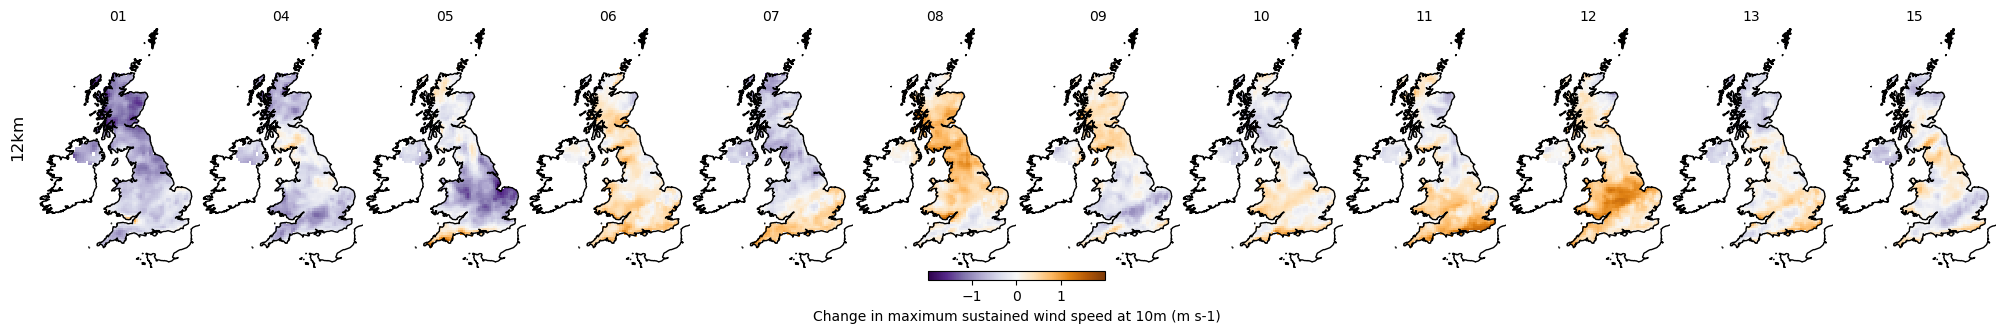 01 04 05 06 07 08 09 10 11 12 13 15
12km
−1 0 1
Change in maximum sustained wind speed at 10m (m s-1)